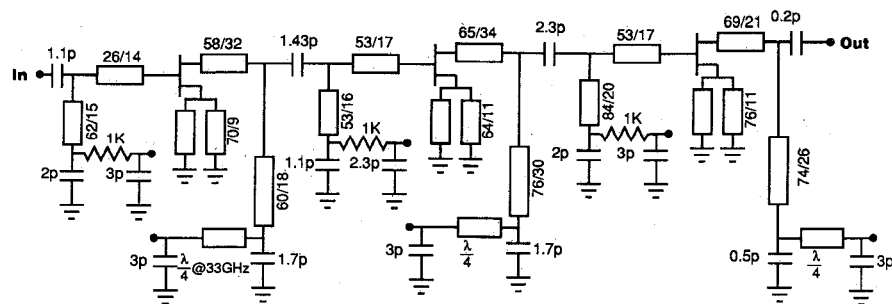 1.1p
26/14
58/32
1.43p
53/17
65/34
2.3p
53/17
69/21
0.2p
In
Out
62/15
1K
2p
3p
70/9
60/18
53/16
1K
1.1p
2.3p
64/11
76/30
84/20
1K
2p
3p
76/11
74/26
3p
λ/4 @33GHz
1.7p
3p
λ/4
1.7p
0.5p
λ/4
3p